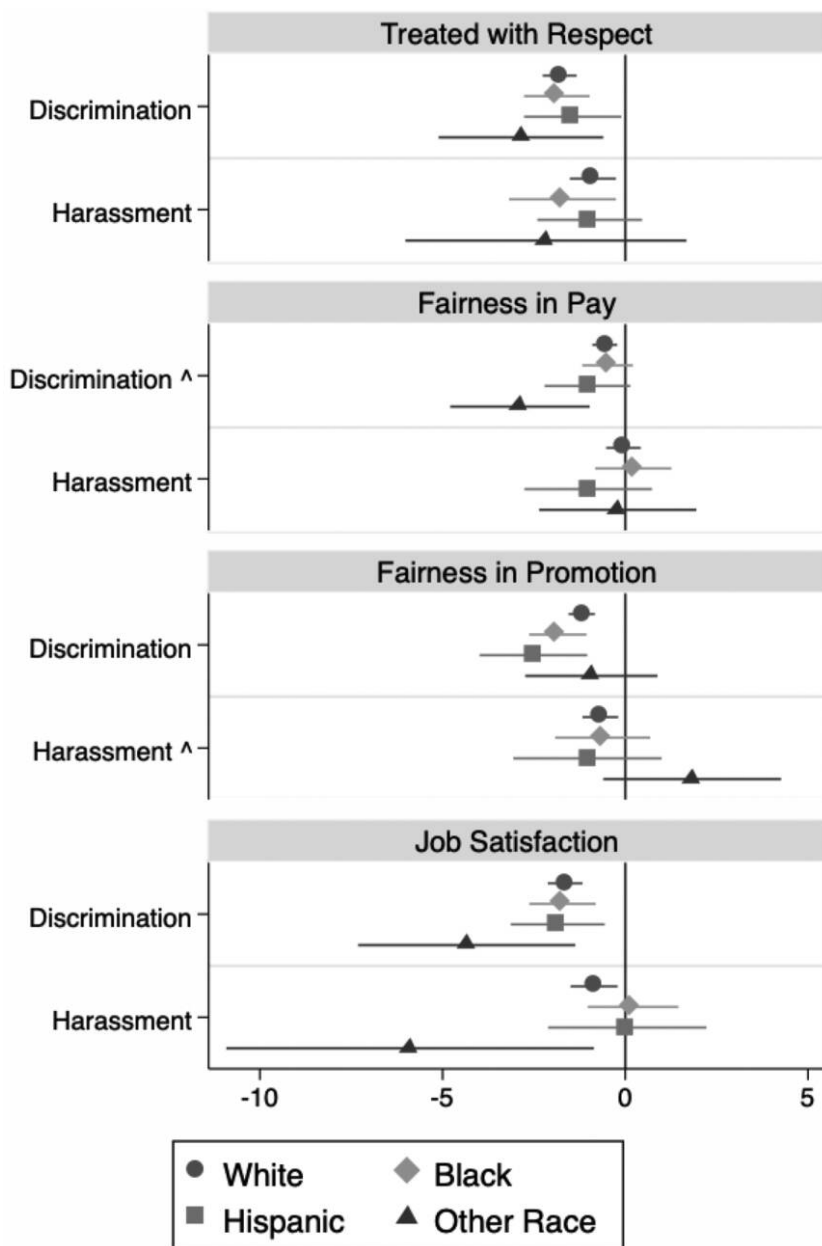 Treated with Respect
Discrimination
Harassment
Fairness in Pay
Discrimination ^
Harassment
Fairness in Promotion
Discrimination
Harassment ^
Job Satisfaction
Discrimination
Harassment
-10 -5 0 5
White Black
Hispanic Other Race